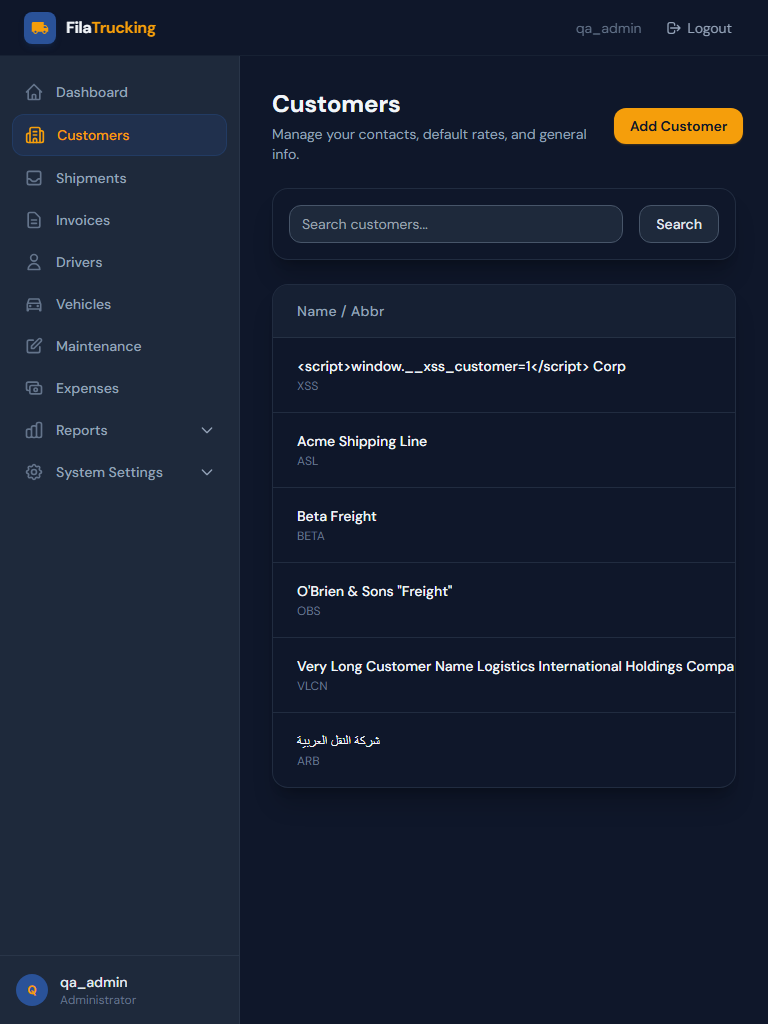 FilaTrucking
qa_admin
Logout
Dashboard
Customers
Shipments
Invoices
Drivers
Vehicles
Maintenance
Expenses
Reports
System Settings
qa_admin
Administrator
Q
Customers
Manage your contacts, default rates, and general
info.
Add Customer
Search customers...
Search
Name / Abbr
<script>window.__xss_customer=1</script> Corp
XSS
Acme Shipping Line
ASL
Beta Freight
BETA
O'Brien & Sons "Freight"
OBS
Very Long Customer Name Logistics International Holdings Compa
VLCN
شركة النقل العربية
ARB